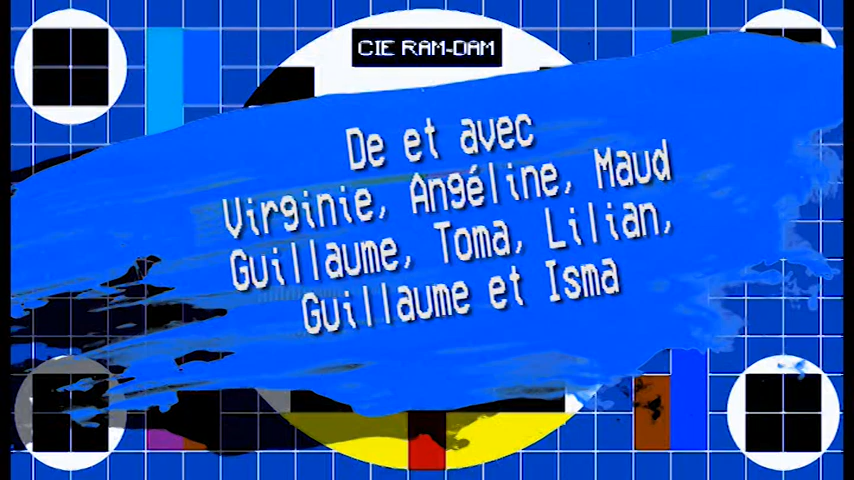 CIE RAM-DAM
De et avec
Virginie, Angéline, Maud
Guillaume, Toma, Lilian,
Guillaume et Isma